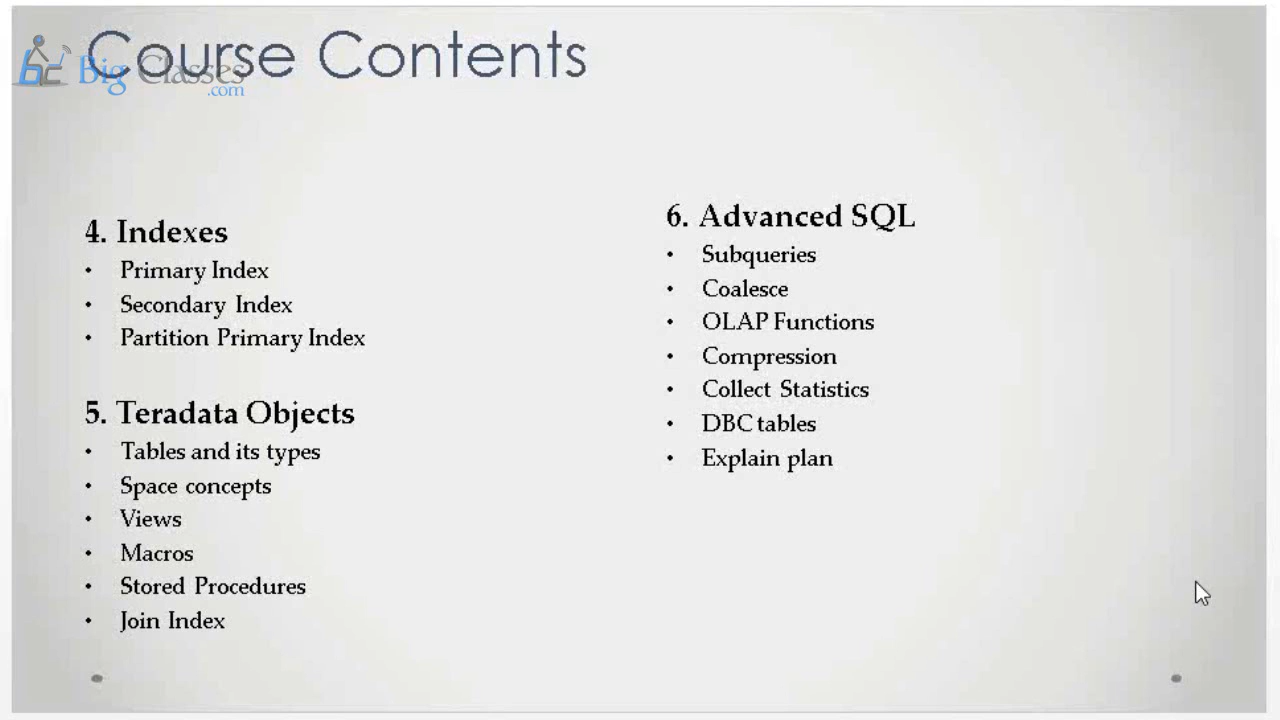 Course Contents
Big Classes
.com
4. Indexes
• Primary Index
• Secondary Index
• Partition Primary Index
5. Teradata Objects
• Tables and its types
• Space concepts
• Views
• Macros
• Stored Procedures
• Join Index
6. Advanced SQL
• Subqueries
• Coalesce
• OLAP Functions
• Compression
• Collect Statistics
• DBC tables
• Explain plan